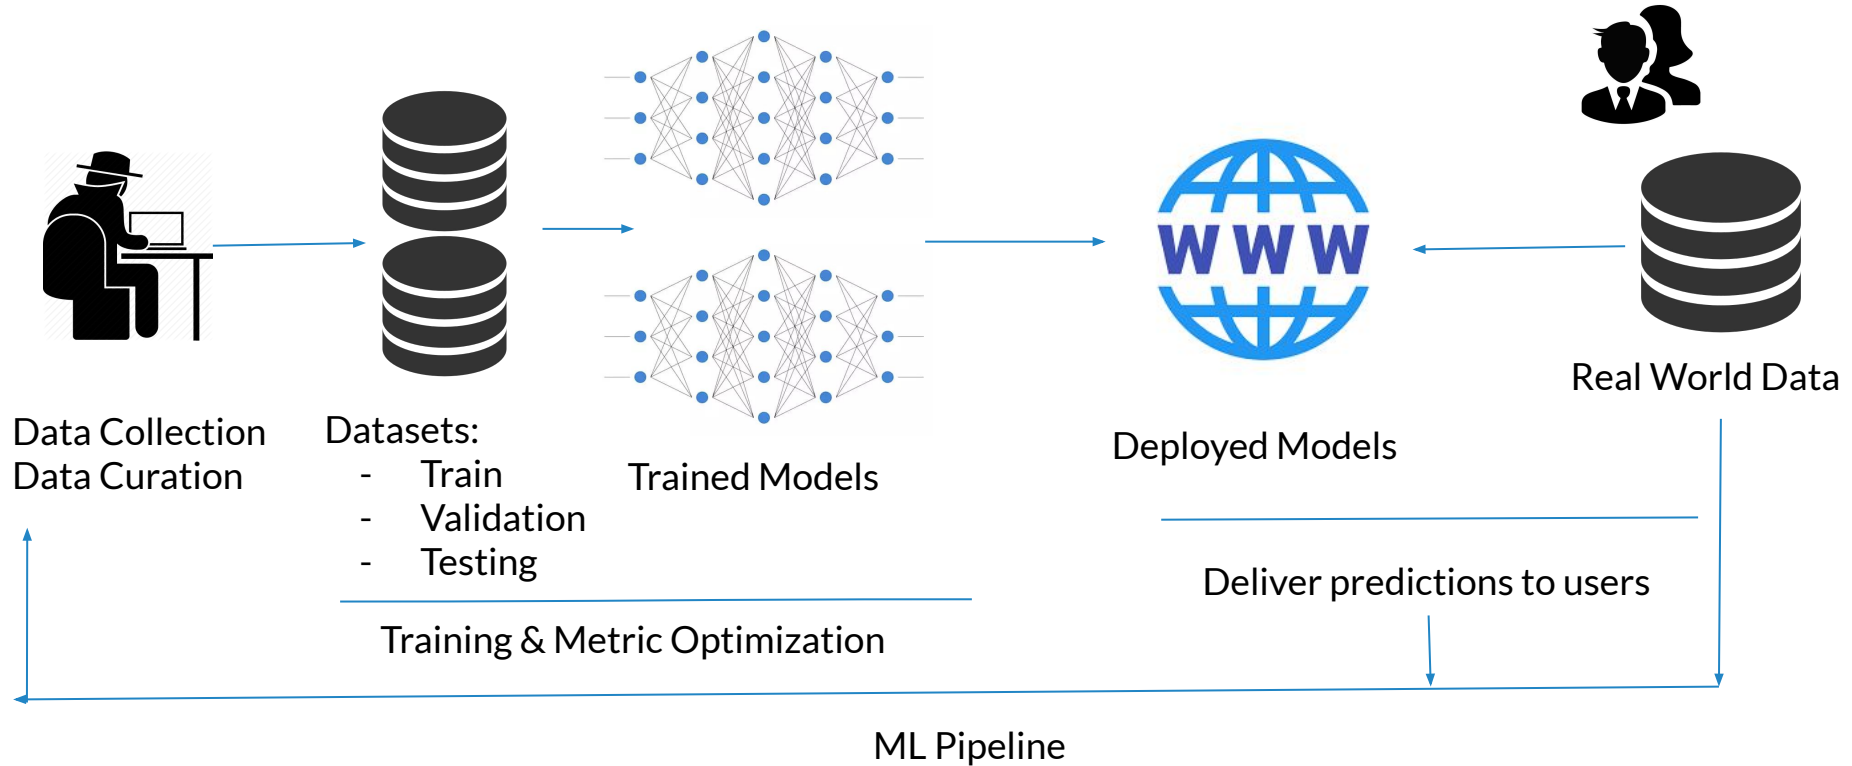 WWW
Real World Data
Data Collection
Data Curation
Datasets:
- Train
- Validation
- Testing
Trained Models
Deployed Models
Deliver predictions to users
Training & Metric Optimization
ML Pipeline